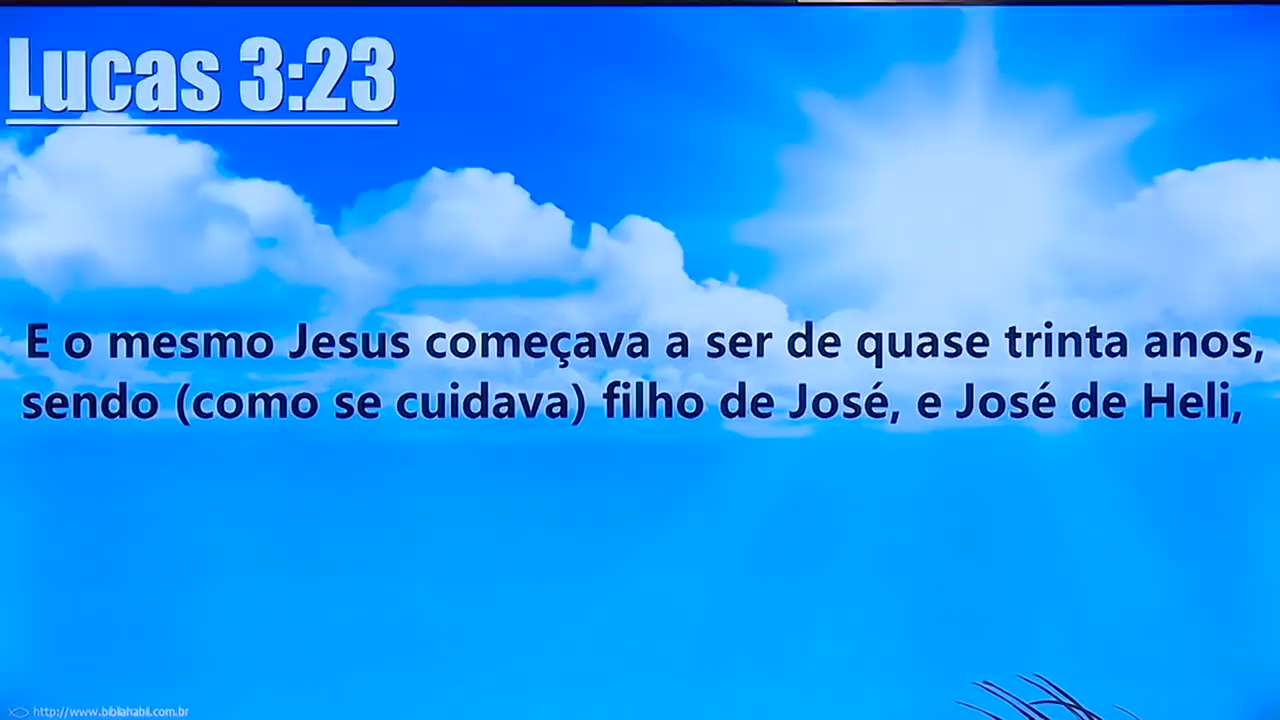 Lucas 3:23
E o mesmo Jesus começava a ser de quase trinta anos,
sendo (como se cuidava) filho de José, e José de Heli,
http://www.bibliahabil.com.br